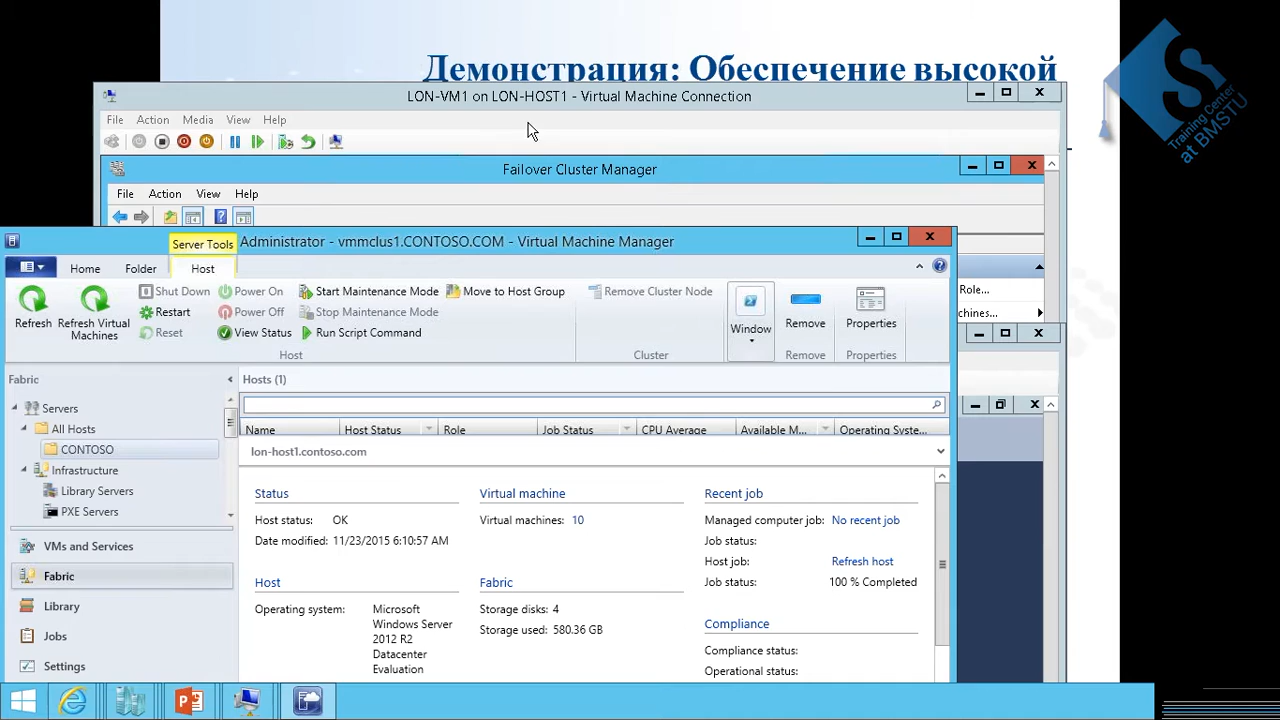 Демонстрация: Обеспечение высокой
Training Center
at BMSTU
LON-VM1 on LON-HOST1 - Virtual Machine Connection
File Action Media View Help
Failover Cluster Manager
File Action View Help
Server Tools
Administrator - vmmclus1.CONTOSO.COM - Virtual Machine Manager
Home Folder Host
Refresh
Refresh Virtual Machines
Shut Down Power On Start Maintenance Mode Move to Host Group
Restart Power Off Stop Maintenance Mode
Reset View Status Run Script Command
Host
Remove Cluster Node
Cluster
Window
Remove
Remove
Properties
Properties
Role...
chines...
Fabric
Servers
All Hosts
CONTOSO
Infrastructure
Library Servers
PXE Servers
VMs and Services
Fabric
Library
Jobs
Settings
Hosts (1)
Name Host Status Role Job Status CPU Average Available M... Operating Syste...
lon-host1.contoso.com
Status
Host status: OK
Date modified: 11/23/2015 6:10:57 AM
Host
Operating system: Microsoft
Windows Server
2012 R2
Datacenter
Evaluation
Virtual machine
Virtual machines: 10
Fabric
Storage disks: 4
Storage used: 580.36 GB
Recent job
Managed computer job: No recent job
Job status:
Host job: Refresh host
Job status: 100 % Completed
Compliance
Compliance status:
Operational status: